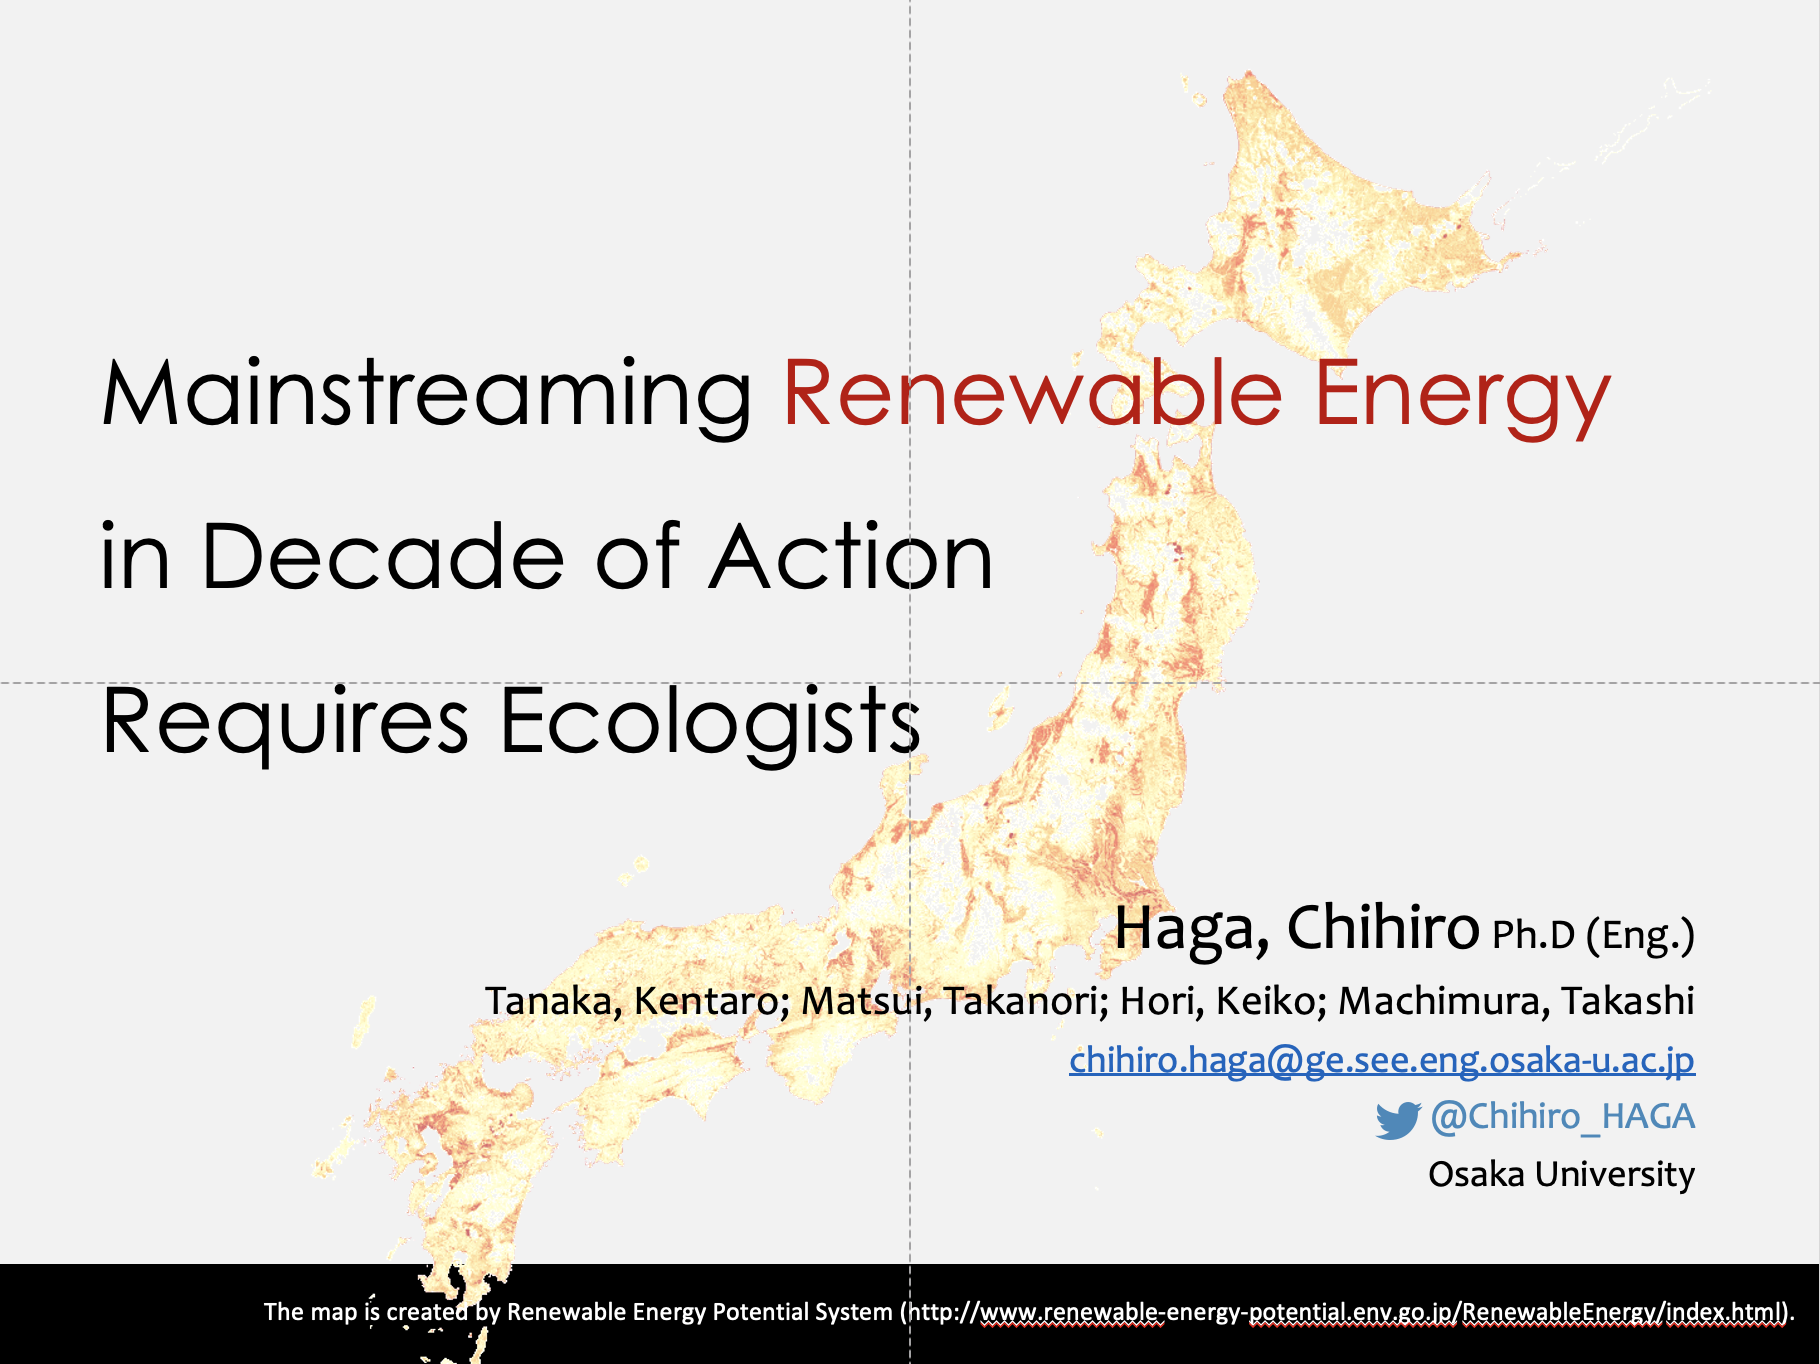 Mainstreaming Renewable Energy
in Decade of Action
Requires Ecologists
Haga, Chihiro Ph.D (Eng.)
Tanaka, Kentaro; Matsui, Takanori; Hori, Keiko; Machimura, Takashi
chihiro.haga@ge.see.eng.osaka-u.ac.jp
@Chihiro_HAGA
Osaka University
The map is created by Renewable Energy Potential System (http://www.renewable-energy-potential.env.go.jp/RenewableEnergy/index.html).